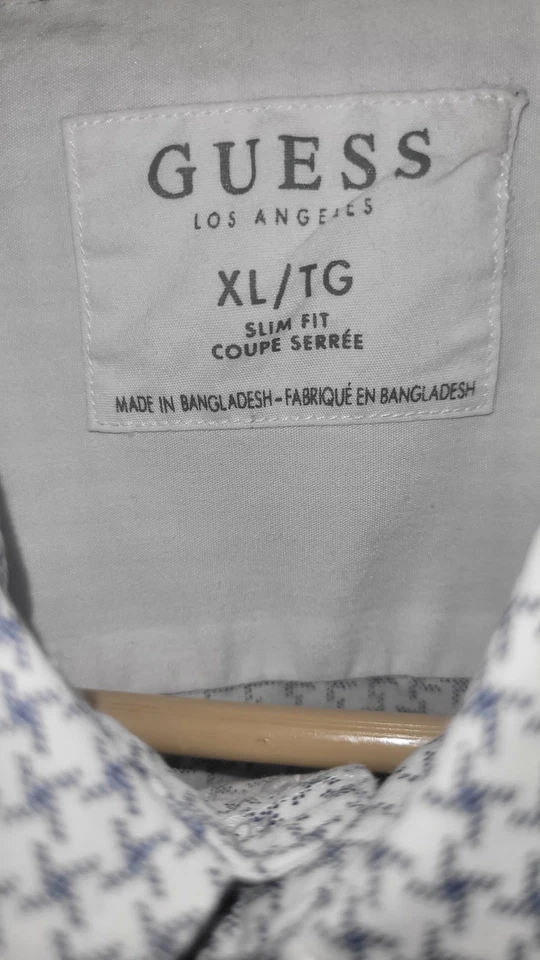 GUESS
LOS ANGELES
XL/TG
SLIM FIT
COUPE SERRÉE
MADE IN BANGLADESH - FABRIQUÉ EN BANGLADESH